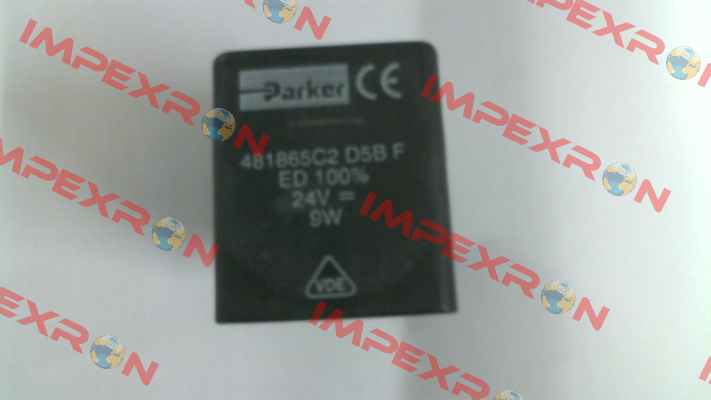 Parker CE
481865C2 D5B F
ED 100%
24V =
9W
VDE
IMPEXRON
IMPEXRON
IMPEXRON
IMPEXRON
IMPEXRON
IMPEXRON
IMPEXRON